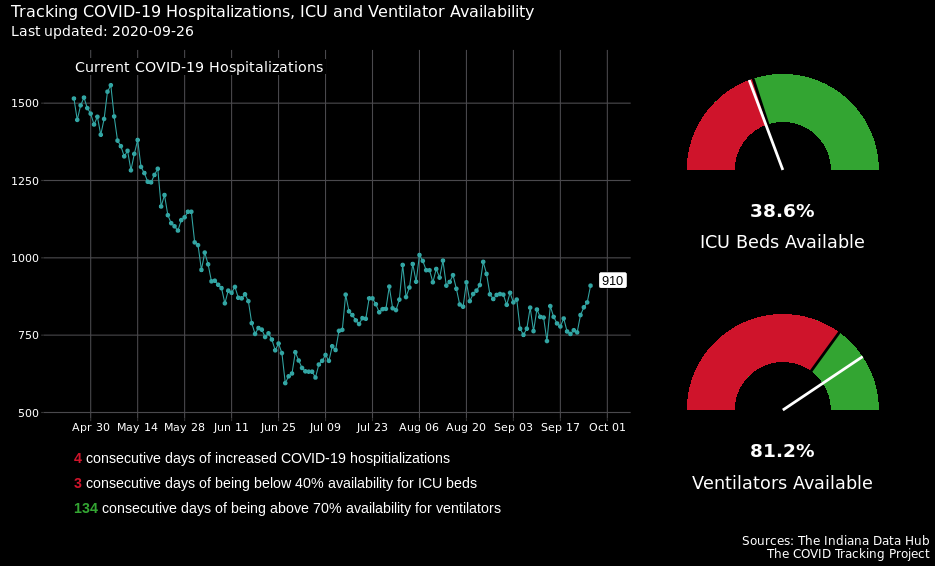 Tracking COVID-19 Hospitalizations, ICU and Ventilator Availability
Last updated: 2020-09-26
Current COVID-19 Hospitalizations
1500
1250
1000
750
500
910
Apr 30 May 14 May 28 Jun 11 Jun 25 Jul 09 Jul 23 Aug 06 Aug 20 Sep 03 Sep 17 Oct 01
38.6%
ICU Beds Available
81.2%
Ventilators Available
4 consecutive days of increased COVID-19 hospitializations
3 consecutive days of being below 40% availability for ICU beds
134 consecutive days of being above 70% availability for ventilators
Sources: The Indiana Data Hub
The COVID Tracking Project